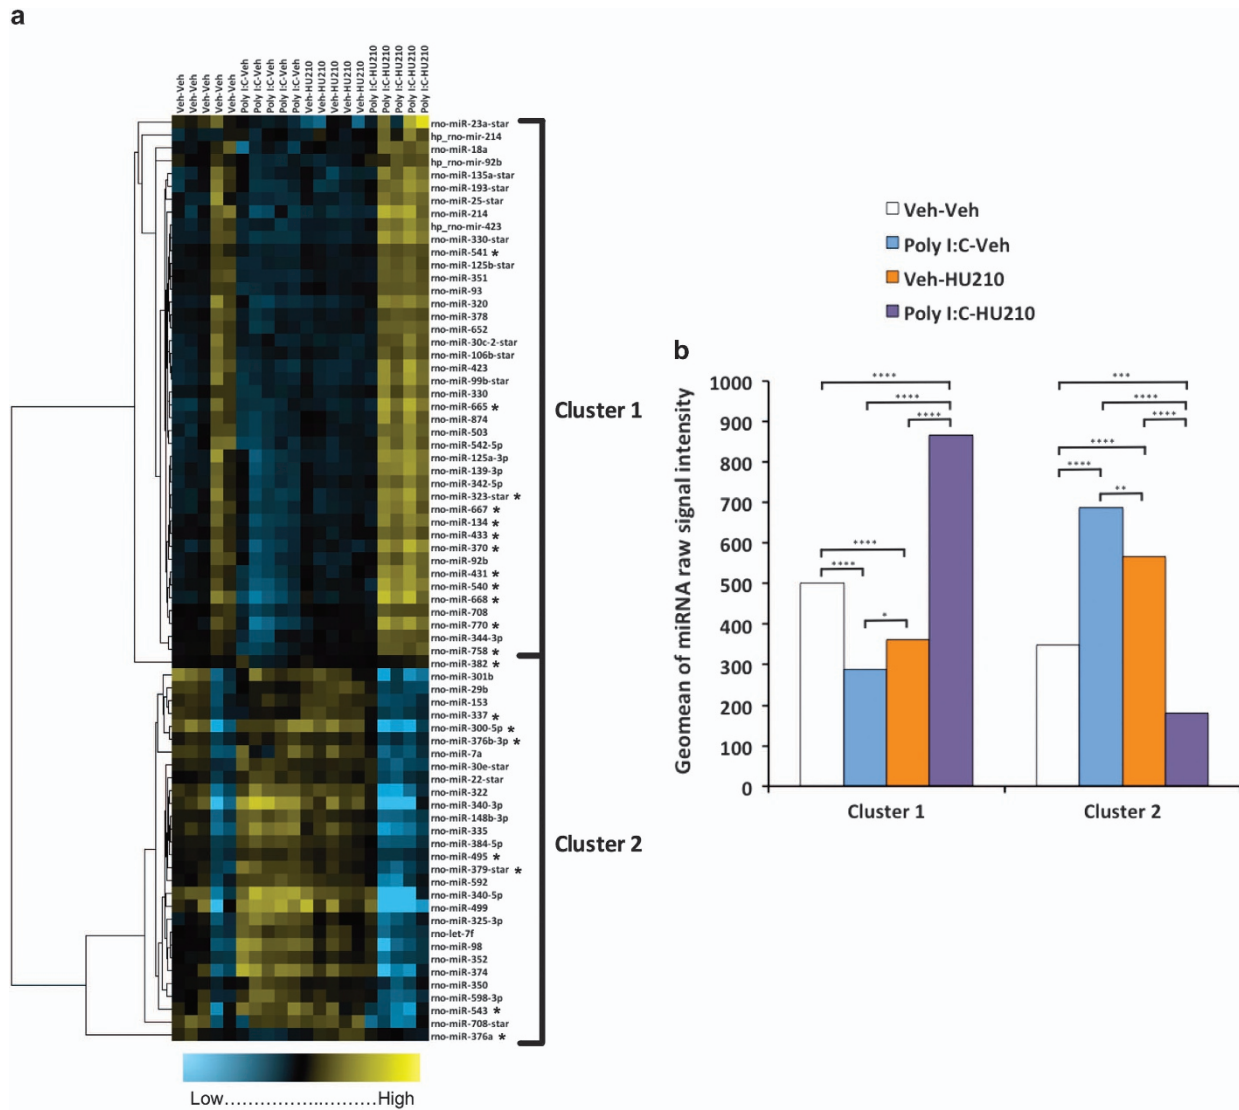 a
Veh-Veh
Veh-Veh
Veh-Veh
Veh-Veh
Veh-Veh
Poly I:C-Veh
Poly I:C-Veh
Poly I:C-Veh
Poly I:C-Veh
Poly I:C-Veh
Veh-HU210
Veh-HU210
Veh-HU210
Veh-HU210
Veh-HU210
Poly I:C-HU210
Poly I:C-HU210
Poly I:C-HU210
Poly I:C-HU210
Poly I:C-HU210
rno-miR-23a-star
hp_rno-mir-214
rno-miR-18a
hp_rno-mir-92b
rno-miR-135a-star
rno-miR-193-star
rno-miR-25-star
rno-miR-214
hp_rno-mir-423
rno-miR-330-star
rno-miR-541 *
rno-miR-125b-star
rno-miR-351
rno-miR-93
rno-miR-320
rno-miR-378
rno-miR-652
rno-miR-30c-2-star
rno-miR-106b-star
rno-miR-423
rno-miR-99b-star
rno-miR-330
rno-miR-665 *
rno-miR-874
rno-miR-503
rno-miR-542-5p
rno-miR-125a-3p
rno-miR-139-3p
rno-miR-342-5p
rno-miR-323-star *
rno-miR-667 *
rno-miR-134 *
rno-miR-433 *
rno-miR-370 *
rno-miR-92b
rno-miR-431 *
rno-miR-540 *
rno-miR-668 *
rno-miR-708
rno-miR-770 *
rno-miR-344-3p
rno-miR-758 *
rno-miR-382 *
rno-miR-301b
rno-miR-29b
rno-miR-153
rno-miR-337 *
rno-miR-300-5p *
rno-miR-376b-3p *
rno-miR-7a
rno-miR-30e-star
rno-miR-22-star
rno-miR-322
rno-miR-340-3p
rno-miR-148b-3p
rno-miR-335
rno-miR-384-5p
rno-miR-495 *
rno-miR-379-star *
rno-miR-592
rno-miR-340-5p
rno-miR-499
rno-miR-325-3p
rno-let-7f
rno-miR-98
rno-miR-352
rno-miR-374
rno-miR-350
rno-miR-598-3p
rno-miR-543 *
rno-miR-708-star
rno-miR-376a *
Cluster 1
Cluster 2
Low........................High
Veh-Veh
Poly I:C-Veh
Veh-HU210
Poly I:C-HU210
b
Geomean of miRNA raw signal intensity
1000
900
800
700
600
500
400
300
200
100
0
****
****
****
****
****
*
***
****
****
****
****
**
Cluster 1
Cluster 2